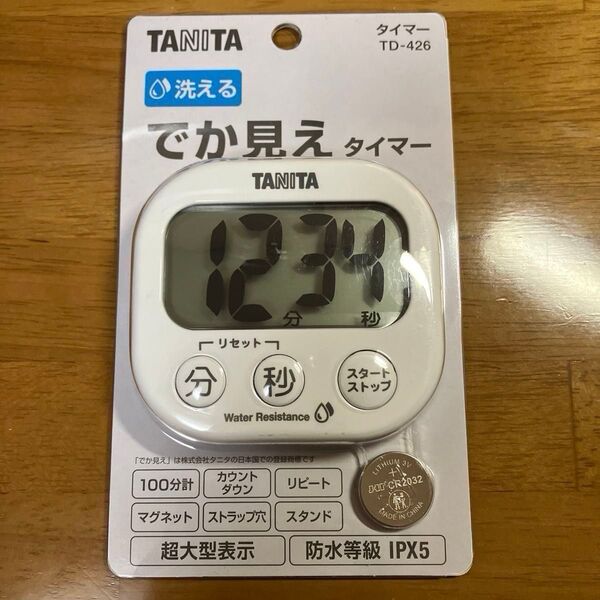 TANITA
タイマー
TD-426
洗える
でか見え タイマー
TANITA
12 34
分 秒
リセット
分 秒 スタート
ストップ
Water Resistance
「でか見え」は株式会社タニタの日本国での登録商標です
100分計 カウント
ダウン リピート
マグネット ストラップ穴 スタンド
超大型表示 防水等級 IPX5
LITHIUM 3V
+
CR2032
MADE IN CHINA